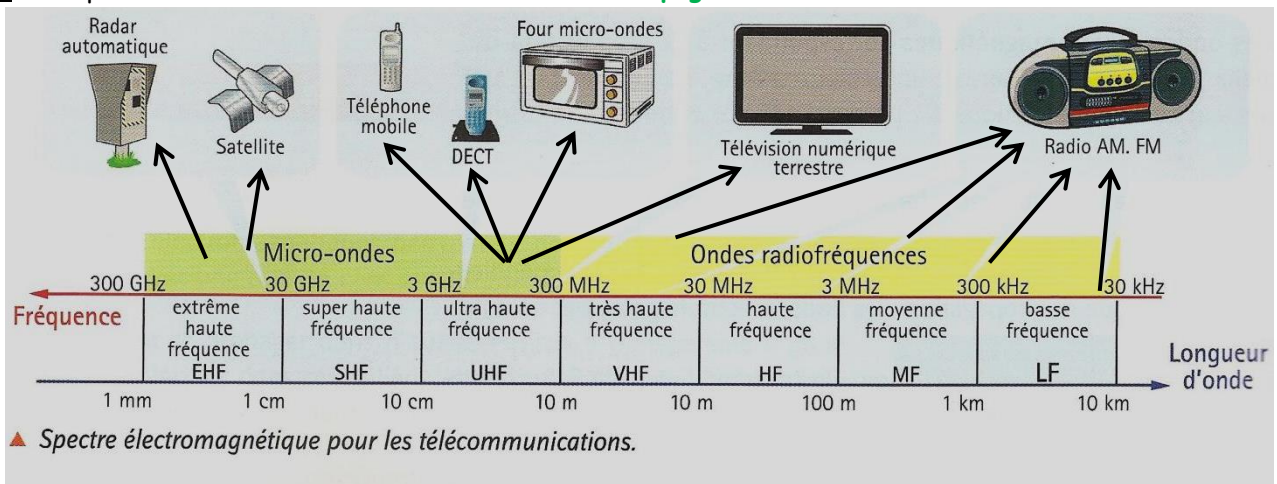 Radar
automatique
Satellite
Téléphone
mobile
DECT
Four micro-ondes
Télévision numérique
terrestre
Radio AM. FM
Micro-ondes
Ondes radiofréquences
300 GHz 30 GHz 3 GHz 300 MHz 30 MHz 3 MHz 300 kHz 30 kHz
Fréquence
extrême
haute
fréquence
EHF
super haute
fréquence
SHF
ultra haute
fréquence
UHF
très haute
fréquence
VHF
haute
fréquence
HF
moyenne
fréquence
MF
basse
fréquence
LF
Longueur
d'onde
1 mm 1 cm 10 cm 10 m 10 m 100 m 1 km 10 km
▲ Spectre électromagnétique pour les télécommunications.